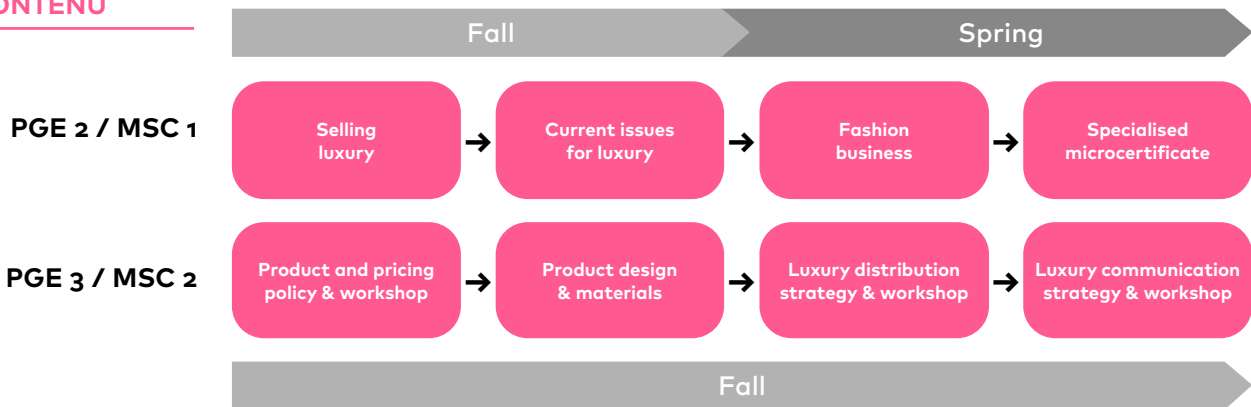 ONTENU
Fall
Spring
PGE 2 / MSC 1
Selling
luxury
→
Current issues
for luxury
→
Fashion
business
→
Specialised
microcertificate
PGE 3 / MSC 2
Product and pricing
policy & workshop
→
Product design
& materials
→
Luxury distribution
strategy & workshop
→
Luxury communication
strategy & workshop
Fall